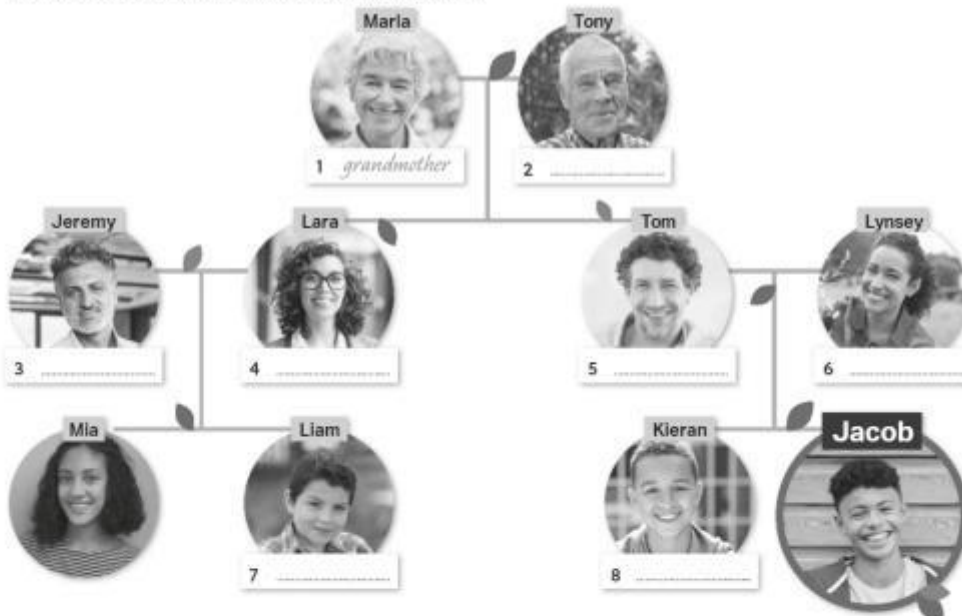 Marla Tony
1 grandmother 2
Jeremy Lara Tom Lynsey
3 4 5 6
Mia Liam Kieran Jacob
7 8